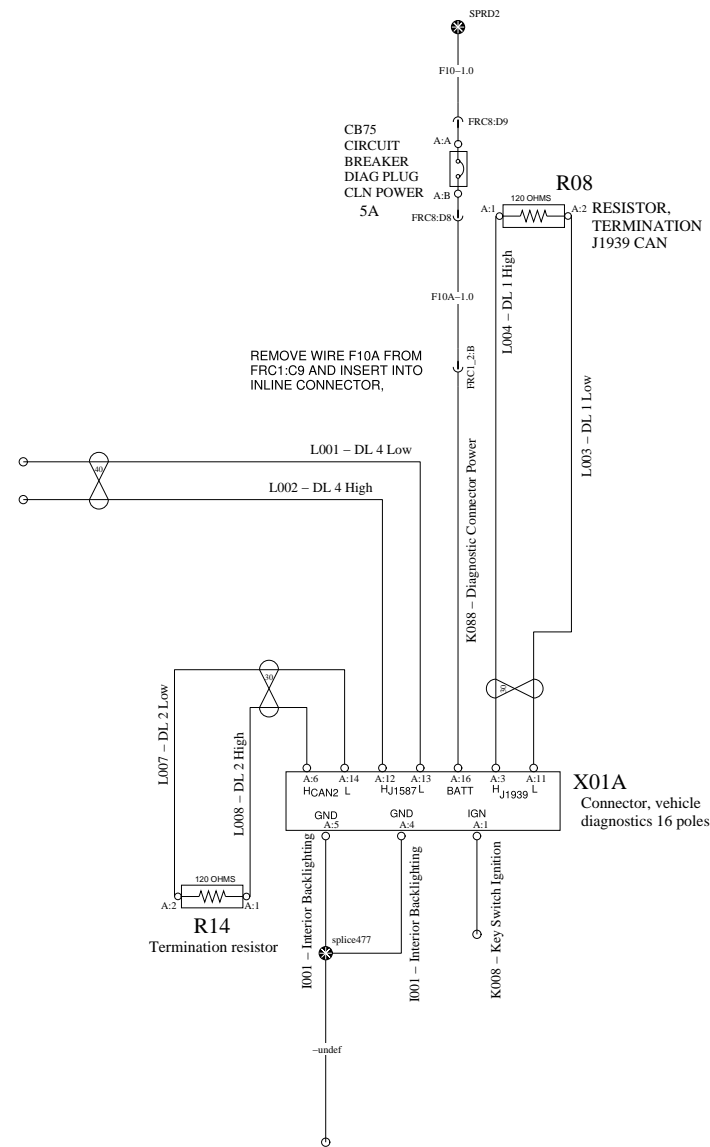 SPRD2
F10−1.0
FRC8:D9
CB75
CIRCUIT
BREAKER
DIAG PLUG
CLN POWER
5A
A:A
A:B
FRC8:D8
R08
120 OHMS
A:1
A:2
RESISTOR,
TERMINATION
J1939 CAN
F10A−1.0
L004 − DL 1 High
L003 − DL 1 Low
REMOVE WIRE F10A FROM
FRC1:C9 AND INSERT INTO
INLINE CONNECTOR,
FRC1_2:B
L001 − DL 4 Low
40
L002 − DL 4 High
K088 − Diagnostic Connector Power
30
30
L007 − DL 2 Low
L008 − DL 2 High
A:6
A:14
A:12
A:13
A:16
A:3
A:11
HCAN2 L
HJ1587 L
BATT
HJ1939 L
GND
GND
IGN
A:5
A:4
A:1
X01A
Connector, vehicle
diagnostics 16 poles
120 OHMS
A:2
A:1
R14
Termination resistor
I001 − Interior Backlighting
I001 − Interior Backlighting
K008 − Key Switch Ignition
splice477
−undef